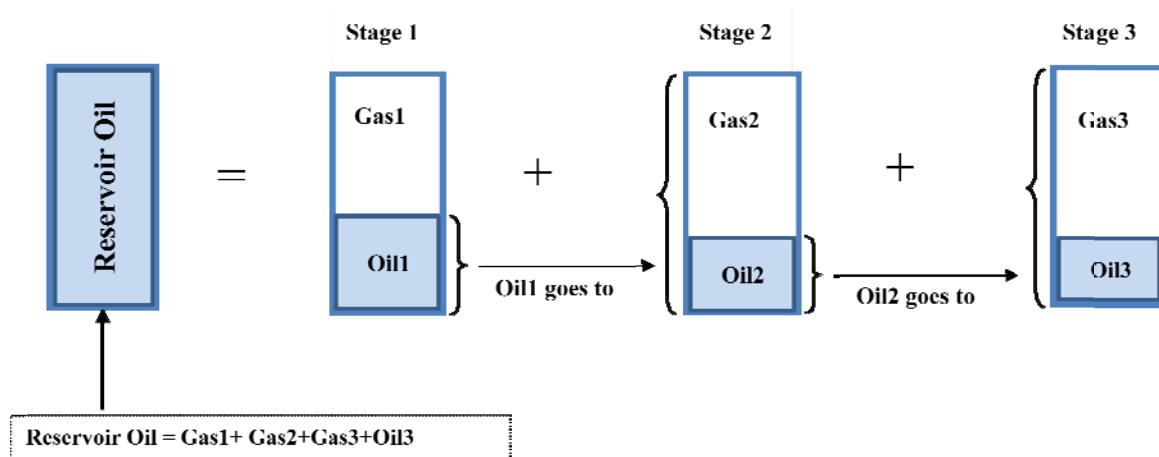 Stage 1
Stage 2
Stage 3
Reservoir Oil
=
Gas1
+
Gas2
+
Gas3
Oil1
Oil1 goes to
Oil2
Oil2 goes to
Oil3
Reservoir Oil = Gas1+ Gas2+Gas3+Oil3